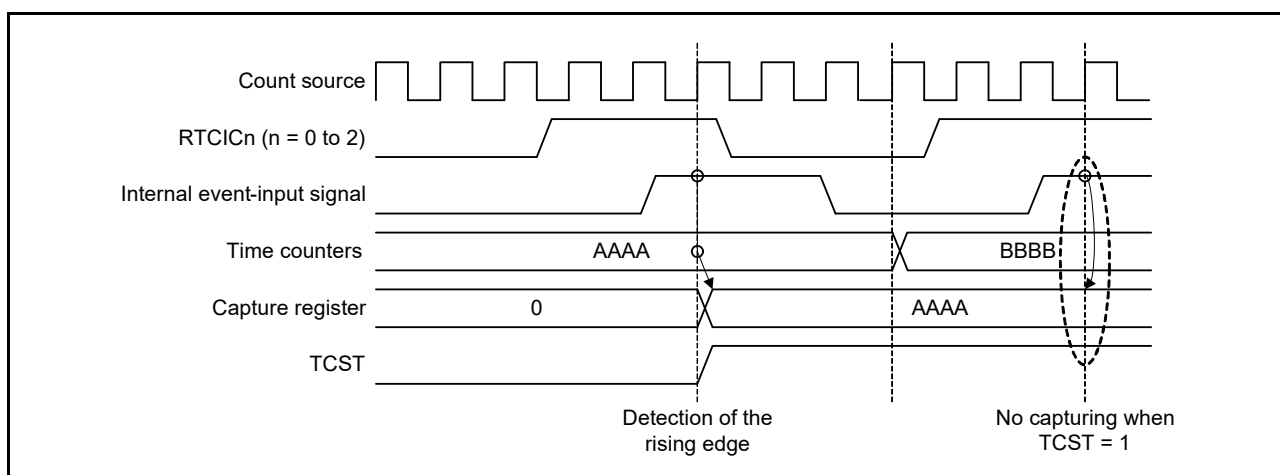 Count source
RTCICn (n = 0 to 2)
Internal event-input signal
Time counters
AAAA
BBBB
Capture register
0
AAAA
TCST
Detection of the
rising edge
No capturing when
TCST = 1